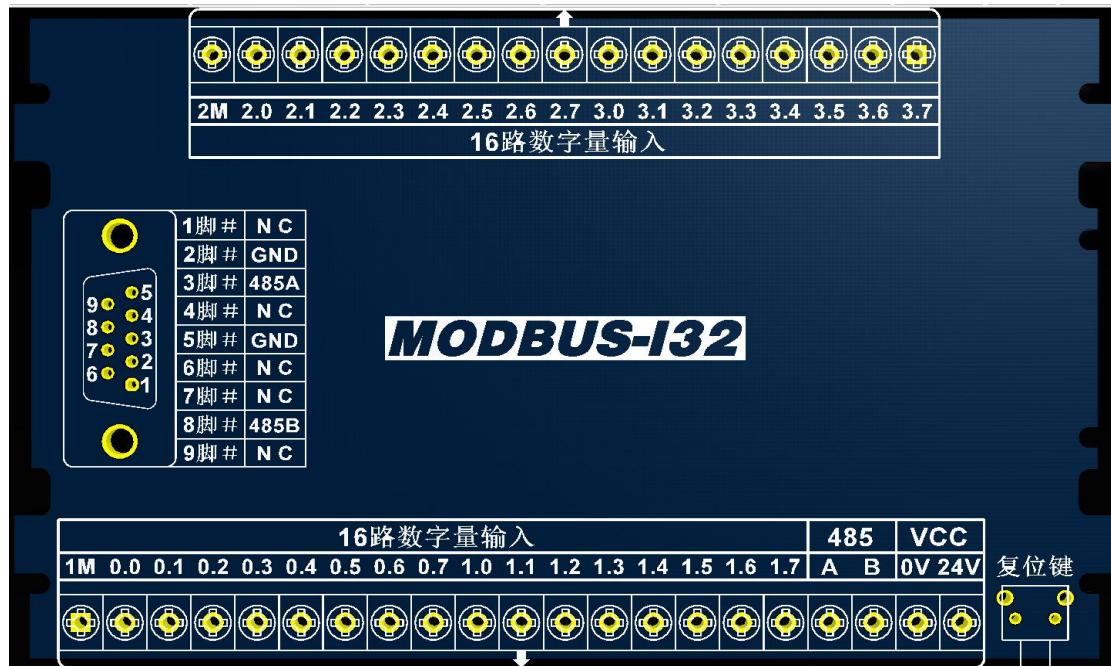 2M 2.0 2.1 2.2 2.3 2.4 2.5 2.6 2.7 3.0 3.1 3.2 3.3 3.4 3.5 3.6 3.7
16路数字量输入
1脚# N C
2脚# GND
3脚# 485A
4脚# N C
5脚# GND
6脚# N C
7脚# N C
8脚# 485B
9脚# N C
9 5
8 4
7 3
6 2
1
MODBUS-I32
16路数字量输入 485 VCC
1M 0.0 0.1 0.2 0.3 0.4 0.5 0.6 0.7 1.0 1.1 1.2 1.3 1.4 1.5 1.6 1.7 A B 0V 24V
复位键